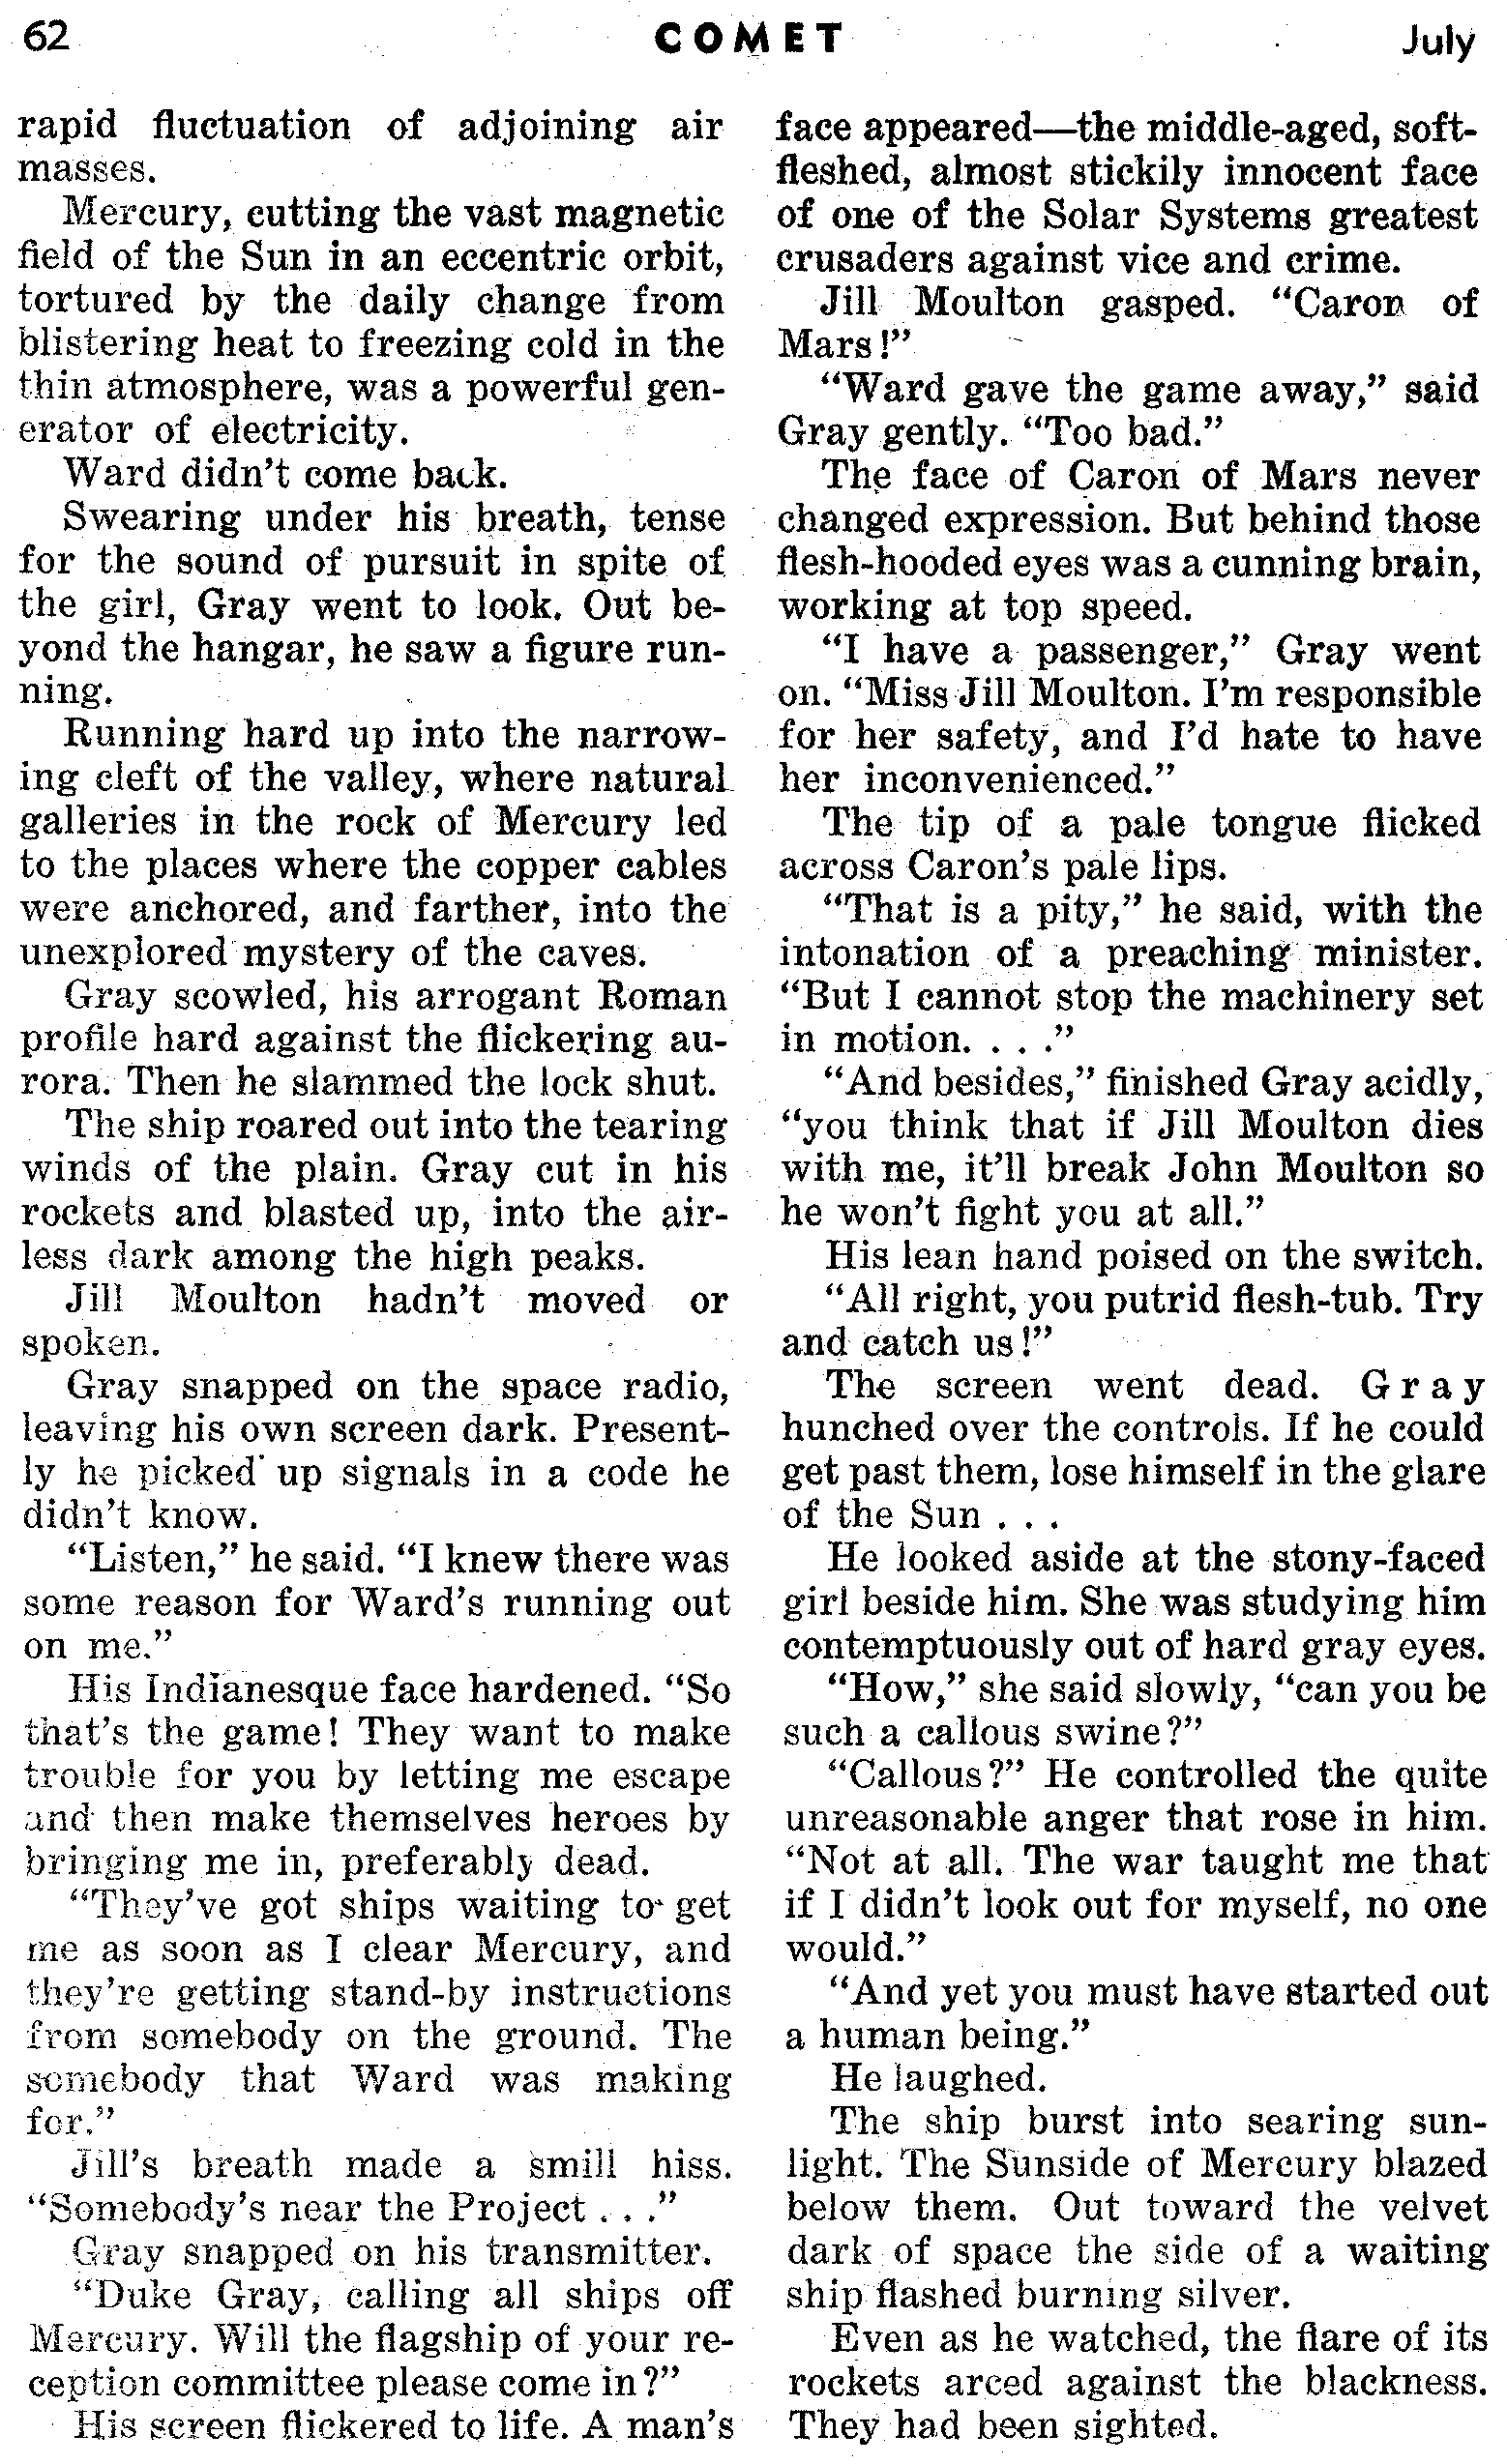 62
COMET
July
rapid fluctuation of adjoining air
masses.
Mercury, cutting the vast magnetic
field of the Sun in an eccentric orbit,
tortured by the daily change from
blistering heat to freezing cold in the
thin atmosphere, was a powerful gen-
erator of electricity.
Ward didn't come back.
Swearing under his breath, tense
for the sound of pursuit in spite of
the girl, Gray went to look. Out be-
yond the hangar, he saw a figure run-
ning.
Running hard up into the narrow-
ing cleft of the valley, where natural
galleries in the rock of Mercury led
to the places where the copper cables
were anchored, and farther, into the
unexplored mystery of the caves.
Gray scowled, his arrogant Roman
profile hard against the flickering au-
rora. Then he slammed the lock shut.
The ship roared out into the tearing
winds of the plain. Gray cut in his
rockets and blasted up, into the air-
less dark among the high peaks.
Jill Moulton hadn't moved or
spoken.
Gray snapped on the space radio,
leaving his own screen dark. Present-
ly he picked up signals in a code he
didn't know.
"Listen," he said. "I knew there was
some reason for Ward's running out
on me."
His Indianesque face hardened. "So
that's the game! They want to make
trouble for you by letting me escape
and then make themselves heroes by
bringing me in, preferably dead.
"They've got ships waiting to get
me as soon as I clear Mercury, and
they're getting stand-by instructions
from somebody on the ground. The
somebody that Ward was making
for."
Jill's breath made a smill hiss.
"Somebody's near the Project . . ."
Gray snapped on his transmitter.
"Duke Gray, calling all ships off
Mercury. Will the flagship of your re-
ception committee please come in?"
His screen flickered to life. A man's
face appeared—the middle-aged, soft-
fleshed, almost stickily innocent face
of one of the Solar Systems greatest
crusaders against vice and crime.
Jill Moulton gasped. "Caron of
Mars!"
"Ward gave the game away," said
Gray gently. "Too bad."
The face of Caron of Mars never
changed expression. But behind those
flesh-hooded eyes was a cunning brain,
working at top speed.
"I have a passenger," Gray went
on. "Miss Jill Moulton. I'm responsible
for her safety, and I'd hate to have
her inconvenienced."
The tip of a pale tongue flicked
across Caron's pale lips.
"That is a pity," he said, with the
intonation of a preaching minister.
"But I cannot stop the machinery set
in motion. . . ."
"And besides," finished Gray acidly,
"you think that if Jill Moulton dies
with me, it'll break John Moulton so
he won't fight you at all."
His lean hand poised on the switch.
"All right, you putrid flesh-tub. Try
and catch us!"
The screen went dead. Gray
hunched over the controls. If he could
get past them, lose himself in the glare
of the Sun . . .
He looked aside at the stony-faced
girl beside him. She was studying him
contemptuously out of hard gray eyes.
"How," she said slowly, "can you be
such a callous swine?"
"Callous?" He controlled the quite
unreasonable anger that rose in him.
"Not at all. The war taught me that
if I didn't look out for myself, no one
would."
"And yet you must have started out
a human being."
He laughed.
The ship burst into searing sun-
light. The Sunside of Mercury blazed
below them. Out toward the velvet
dark of space the side of a waiting
ship flashed burning silver.
Even as he watched, the flare of its
rockets arced against the blackness.
They had been sighted.